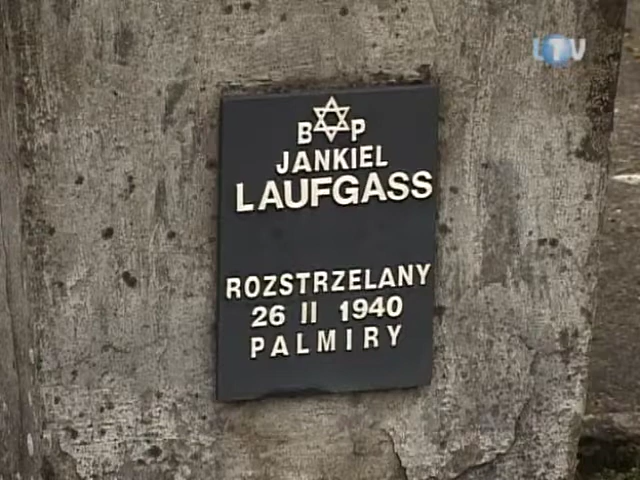 LTV
B P
JANKIEL
LAUFGASS
ROZSTRZELANY
26 II 1940
PALMIRY